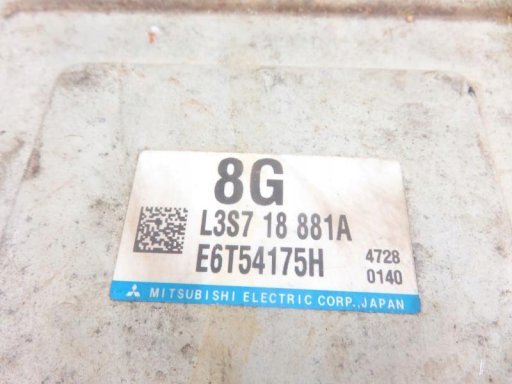 8G
L3S7 18 881A
E6T54175H
4728
0140
MITSUBISHI ELECTRIC CORP., JAPAN